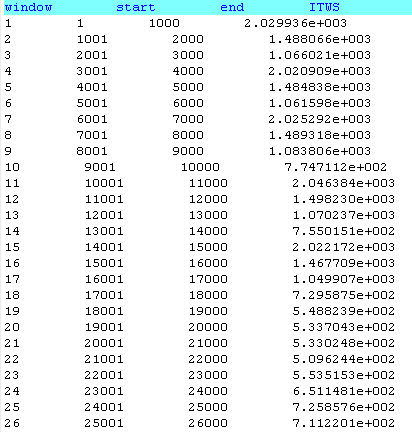 window start end ITWS
1 1 1000 2.029936e+003
2 1001 2000 1.488066e+003
3 2001 3000 1.066021e+003
4 3001 4000 2.020909e+003
5 4001 5000 1.484838e+003
6 5001 6000 1.061598e+003
7 6001 7000 2.025292e+003
8 7001 8000 1.489318e+003
9 8001 9000 1.083806e+003
10 9001 10000 7.747112e+002
11 10001 11000 2.046384e+003
12 11001 12000 1.498230e+003
13 12001 13000 1.070237e+003
14 13001 14000 7.550151e+002
15 14001 15000 2.022172e+003
16 15001 16000 1.467709e+003
17 16001 17000 1.049907e+003
18 17001 18000 7.295875e+002
19 18001 19000 5.488239e+002
20 19001 20000 5.337043e+002
21 20001 21000 5.330248e+002
22 21001 22000 5.096244e+002
23 22001 23000 5.535153e+002
24 23001 24000 6.511481e+002
25 24001 25000 7.258576e+002
26 25001 26000 7.112201e+002